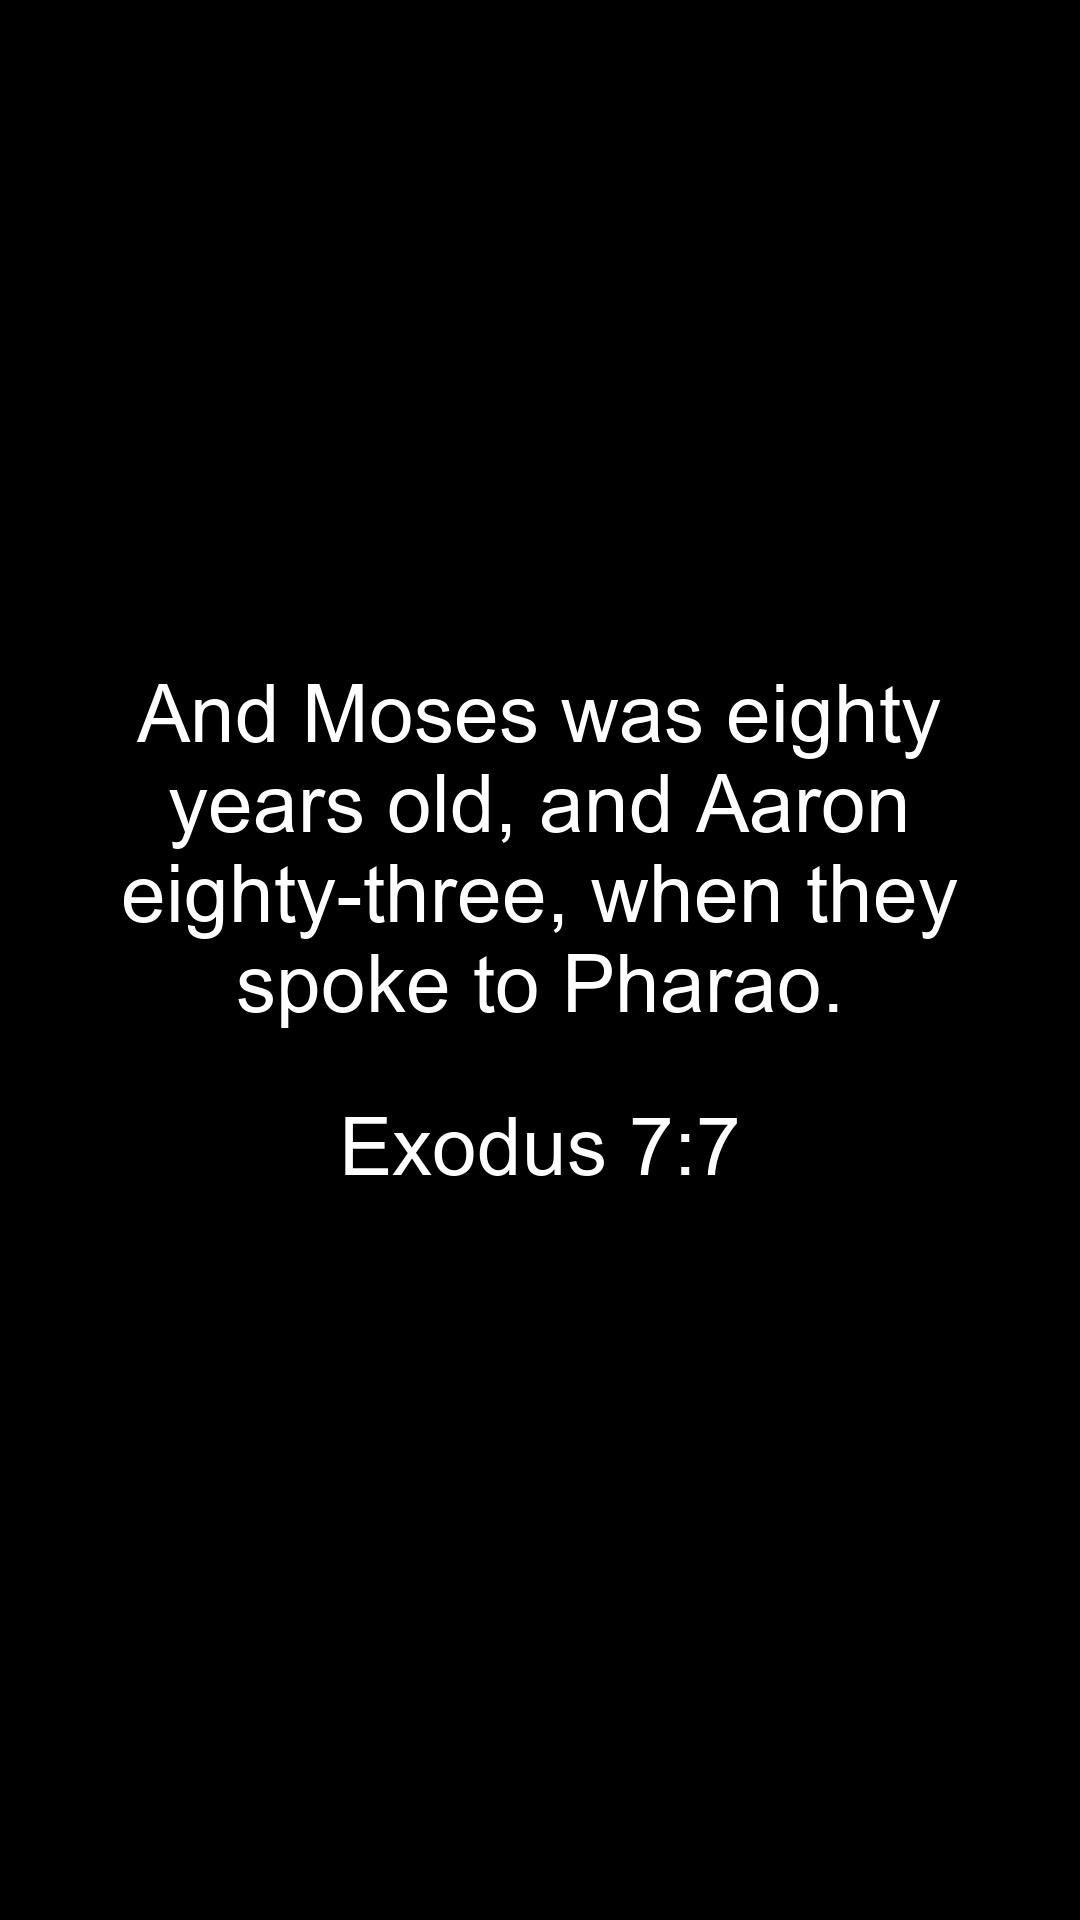 And Moses was eighty
years old, and Aaron
eighty-three, when they
spoke to Pharao.
Exodus 7:7